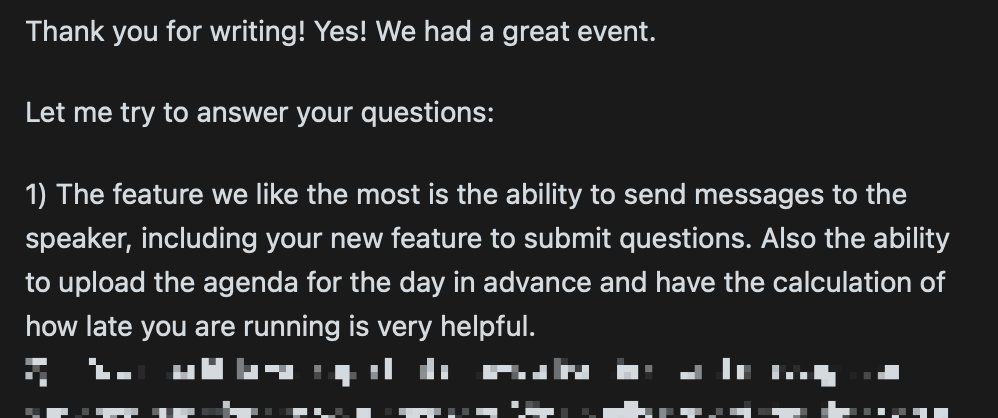 Thank you for writing! Yes! We had a great event.
Let me try to answer your questions:
1) The feature we like the most is the ability to send messages to the
speaker, including your new feature to submit questions. Also the ability
to upload the agenda for the day in advance and have the calculation of
how late you are running is very helpful.